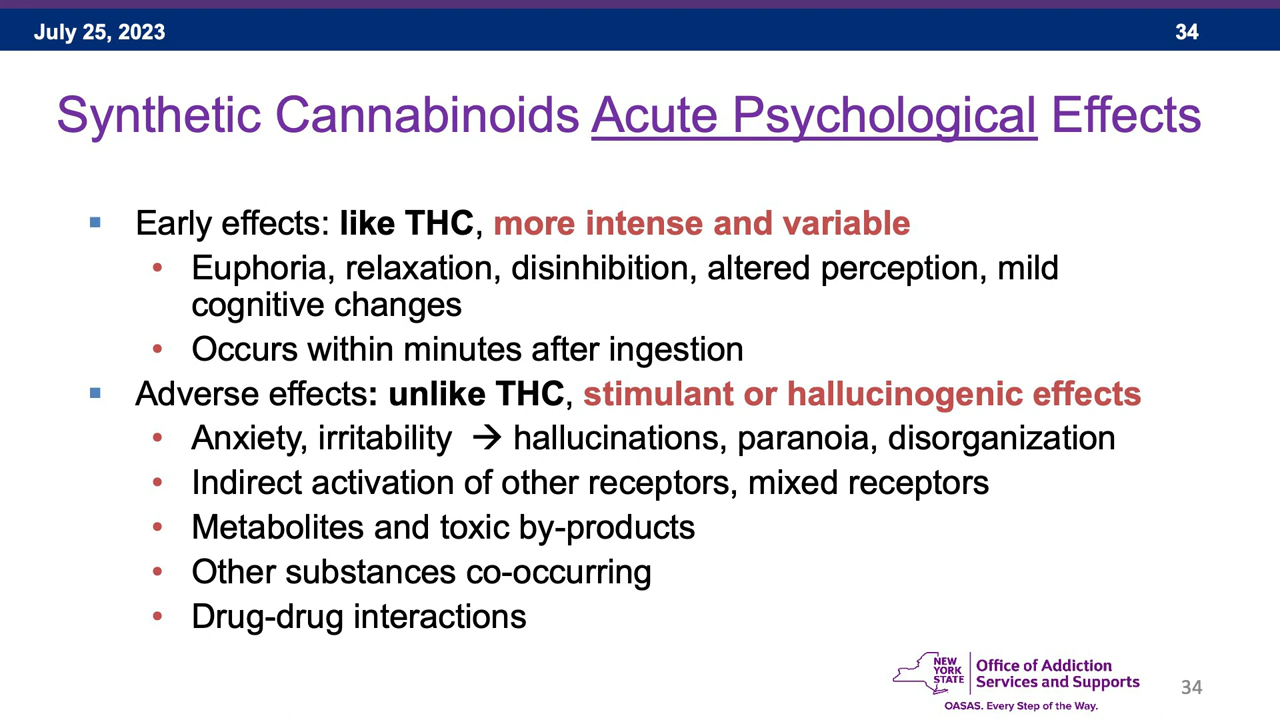 July 25, 2023
34
Synthetic Cannabinoids Acute Psychological Effects
▪ Early effects: like THC, more intense and variable
• Euphoria, relaxation, disinhibition, altered perception, mild
cognitive changes
• Occurs within minutes after ingestion
▪ Adverse effects: unlike THC, stimulant or hallucinogenic effects
• Anxiety, irritability → hallucinations, paranoia, disorganization
• Indirect activation of other receptors, mixed receptors
• Metabolites and toxic by-products
• Other substances co-occurring
• Drug-drug interactions
NEW
YORK
STATE
Office of Addiction
Services and Supports
OASAS. Every Step of the Way.
34